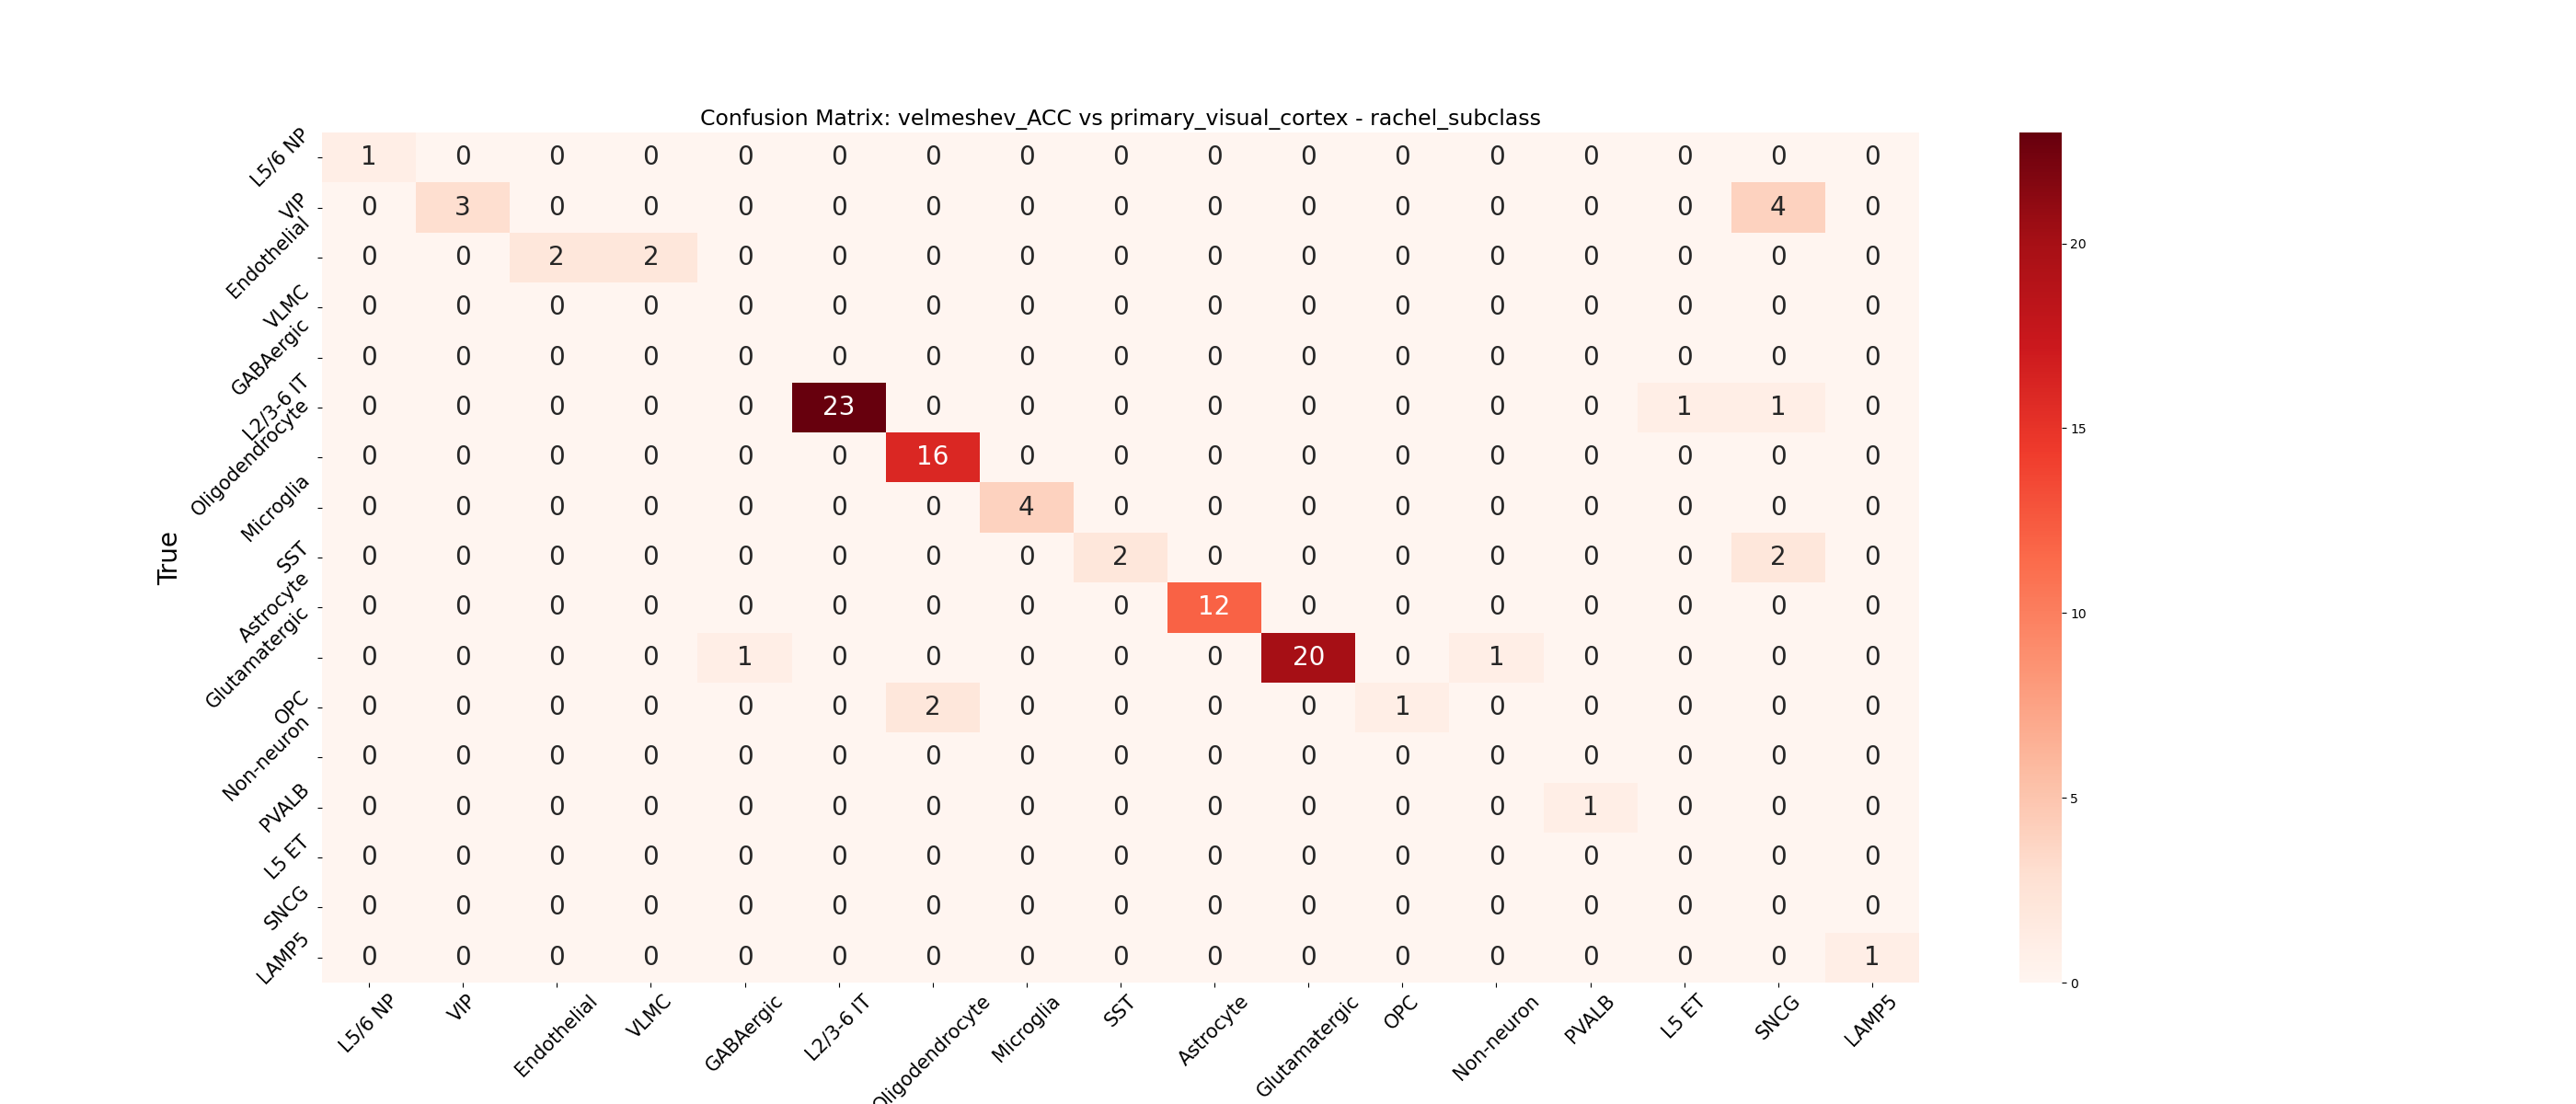 Confusion Matrix: velmeshev_ACC vs primary_visual_cortex - rachel_subclass
True
L5/6 NP 1 0 0 0 0 0 0 0 0 0 0 0 0 0 0 0 0
VIP 0 3 0 0 0 0 0 0 0 0 0 0 0 0 0 4 0
Endothelial 0 0 2 2 0 0 0 0 0 0 0 0 0 0 0 0 0
VLMC 0 0 0 0 0 0 0 0 0 0 0 0 0 0 0 0 0
GABAergic 0 0 0 0 0 0 0 0 0 0 0 0 0 0 0 0 0
L2/3-6 IT 0 0 0 0 0 23 0 0 0 0 0 0 0 0 1 1 0
Oligodendrocyte 0 0 0 0 0 0 16 0 0 0 0 0 0 0 0 0 0
Microglia 0 0 0 0 0 0 0 4 0 0 0 0 0 0 0 0 0
SST 0 0 0 0 0 0 0 0 2 0 0 0 0 0 0 2 0
Astrocyte 0 0 0 0 0 0 0 0 0 12 0 0 0 0 0 0 0
Glutamatergic 0 0 0 0 1 0 0 0 0 0 20 0 1 0 0 0 0
OPC 0 0 0 0 0 0 2 0 0 0 0 1 0 0 0 0 0
Non-neuron 0 0 0 0 0 0 0 0 0 0 0 0 0 0 0 0 0
PVALB 0 0 0 0 0 0 0 0 0 0 0 0 0 1 0 0 0
L5 ET 0 0 0 0 0 0 0 0 0 0 0 0 0 0 0 0 0
SNCG 0 0 0 0 0 0 0 0 0 0 0 0 0 0 0 0 0
LAMP5 0 0 0 0 0 0 0 0 0 0 0 0 0 0 0 0 1
L5/6 NP VIP Endothelial VLMC GABAergic L2/3-6 IT Oligodendrocyte Microglia SST Astrocyte Glutamatergic OPC Non-neuron PVALB L5 ET SNCG LAMP5
20
15
10
5
0